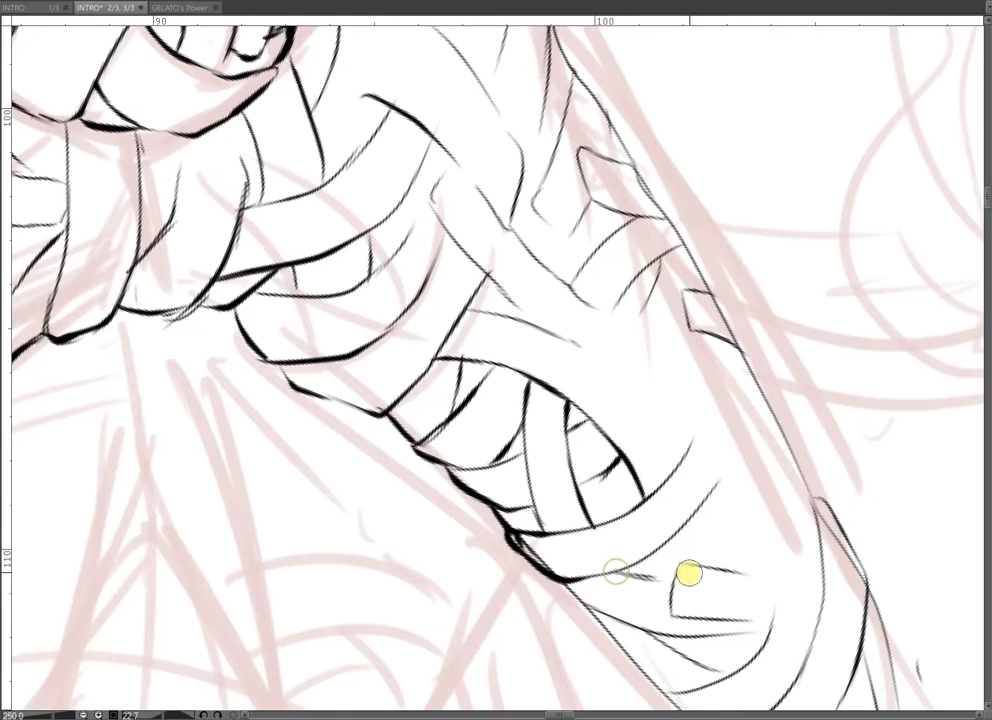 INTRO 1/3 INTRO* 2/3, 3/3 GELATO's Power
90 100
100
110
250.0 22.7